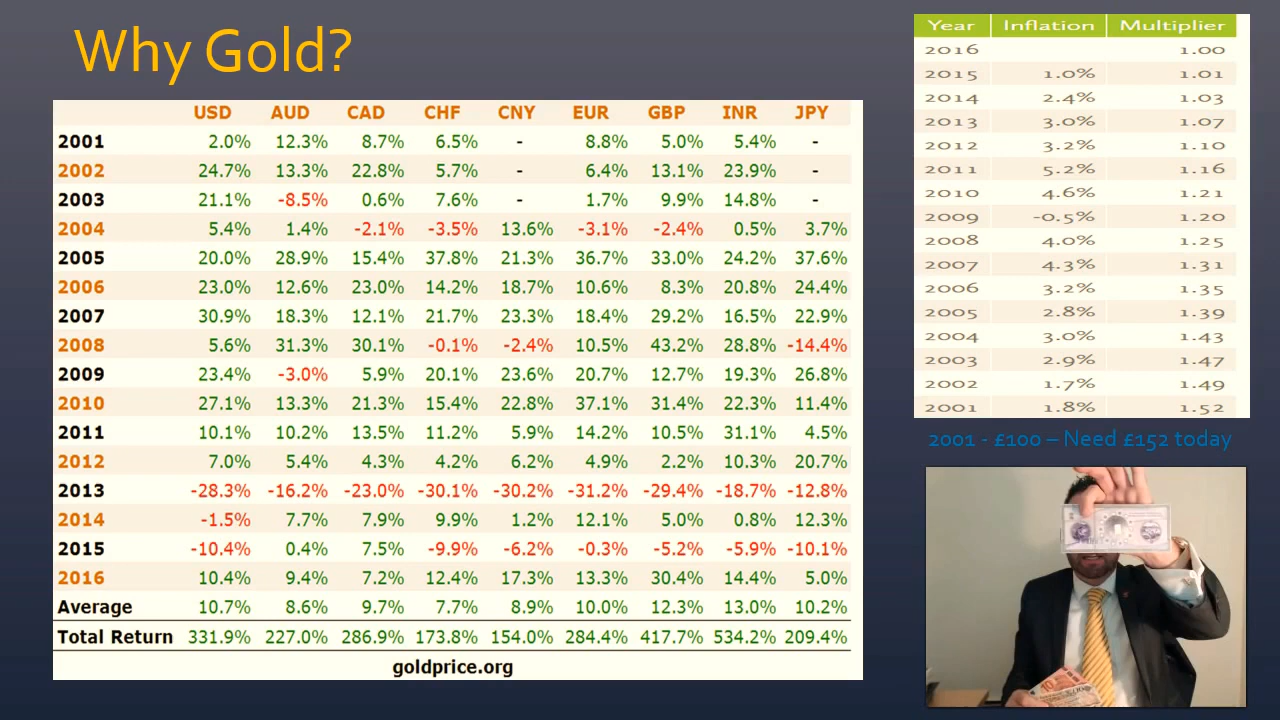 Why Gold?
USD AUD CAD CHF CNY EUR GBP INR JPY
2001 2.0% 12.3% 8.7% 6.5% - 8.8% 5.0% 5.4% -
2002 24.7% 13.3% 22.8% 5.7% - 6.4% 13.1% 23.9% -
2003 21.1% -8.5% 0.6% 7.6% - 1.7% 9.9% 14.8% -
2004 5.4% 1.4% -2.1% -3.5% 13.6% -3.1% -2.4% 0.5% 3.7%
2005 20.0% 28.9% 15.4% 37.8% 21.3% 36.7% 33.0% 24.2% 37.6%
2006 23.0% 12.6% 23.0% 14.2% 18.7% 10.6% 8.3% 20.8% 24.4%
2007 30.9% 18.3% 12.1% 21.7% 23.3% 18.4% 29.2% 16.5% 22.9%
2008 5.6% 31.3% 30.1% -0.1% -2.4% 10.5% 43.2% 28.8% -14.4%
2009 23.4% -3.0% 5.9% 20.1% 23.6% 20.7% 12.7% 19.3% 26.8%
2010 27.1% 13.3% 21.3% 15.4% 22.8% 37.1% 31.4% 22.3% 11.4%
2011 10.1% 10.2% 13.5% 11.2% 5.9% 14.2% 10.5% 31.1% 4.5%
2012 7.0% 5.4% 4.3% 4.2% 6.2% 4.9% 2.2% 10.3% 20.7%
2013 -28.3% -16.2% -23.0% -30.1% -30.2% -31.2% -29.4% -18.7% -12.8%
2014 -1.5% 7.7% 7.9% 9.9% 1.2% 12.1% 5.0% 0.8% 12.3%
2015 -10.4% 0.4% 7.5% -9.9% -6.2% -0.3% -5.2% -5.9% -10.1%
2016 10.4% 9.4% 7.2% 12.4% 17.3% 13.3% 30.4% 14.4% 5.0%
Average 10.7% 8.6% 9.7% 7.7% 8.9% 10.0% 12.3% 13.0% 10.2%
Total Return 331.9% 227.0% 286.9% 173.8% 154.0% 284.4% 417.7% 534.2% 209.4%
goldprice.org
Year Inflation Multiplier
2016 1.00
2015 1.0% 1.01
2014 2.4% 1.03
2013 3.0% 1.07
2012 3.2% 1.10
2011 5.2% 1.16
2010 4.6% 1.21
2009 -0.5% 1.20
2008 4.0% 1.25
2007 4.3% 1.31
2006 3.2% 1.35
2005 2.8% 1.39
2004 3.0% 1.43
2003 2.9% 1.47
2002 1.7% 1.49
2001 1.8% 1.52
2001 - £100 – Need £152 today
10